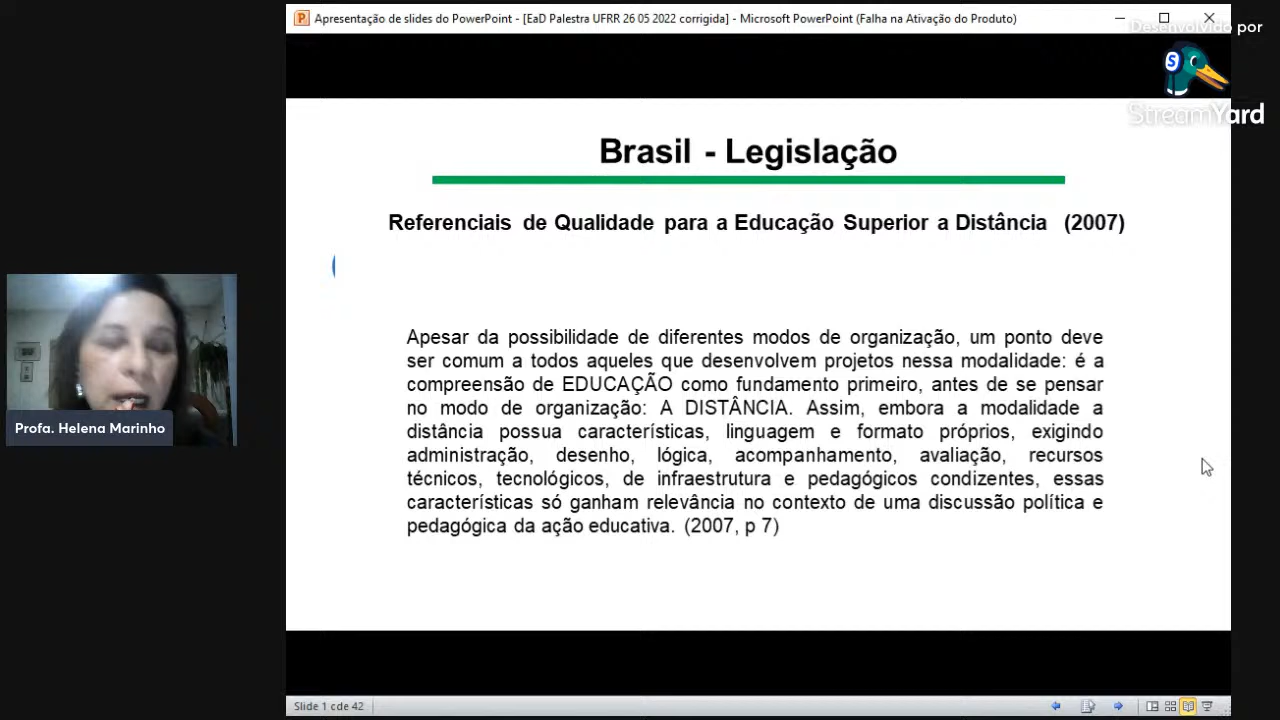 Apresentação de slides do PowerPoint - [EaD Palestra UFRR 26 05 2022 corrigida] - Microsoft PowerPoint (Falha na Ativação do Produto)
Desenvolvido por
S
StreamYard
Brasil - Legislação
Referenciais de Qualidade para a Educação Superior a Distância (2007)
Apesar da possibilidade de diferentes modos de organização, um ponto deve
ser comum a todos aqueles que desenvolvem projetos nessa modalidade: é a
compreensão de EDUCAÇÃO como fundamento primeiro, antes de se pensar
no modo de organização: A DISTÂNCIA. Assim, embora a modalidade a
distância possua características, linguagem e formato próprios, exigindo
administração, desenho, lógica, acompanhamento, avaliação, recursos
técnicos, tecnológicos, de infraestrutura e pedagógicos condizentes, essas
características só ganham relevância no contexto de uma discussão política e
pedagógica da ação educativa. (2007, p 7)
Profa. Helena Marinho
Slide 1 cde 42